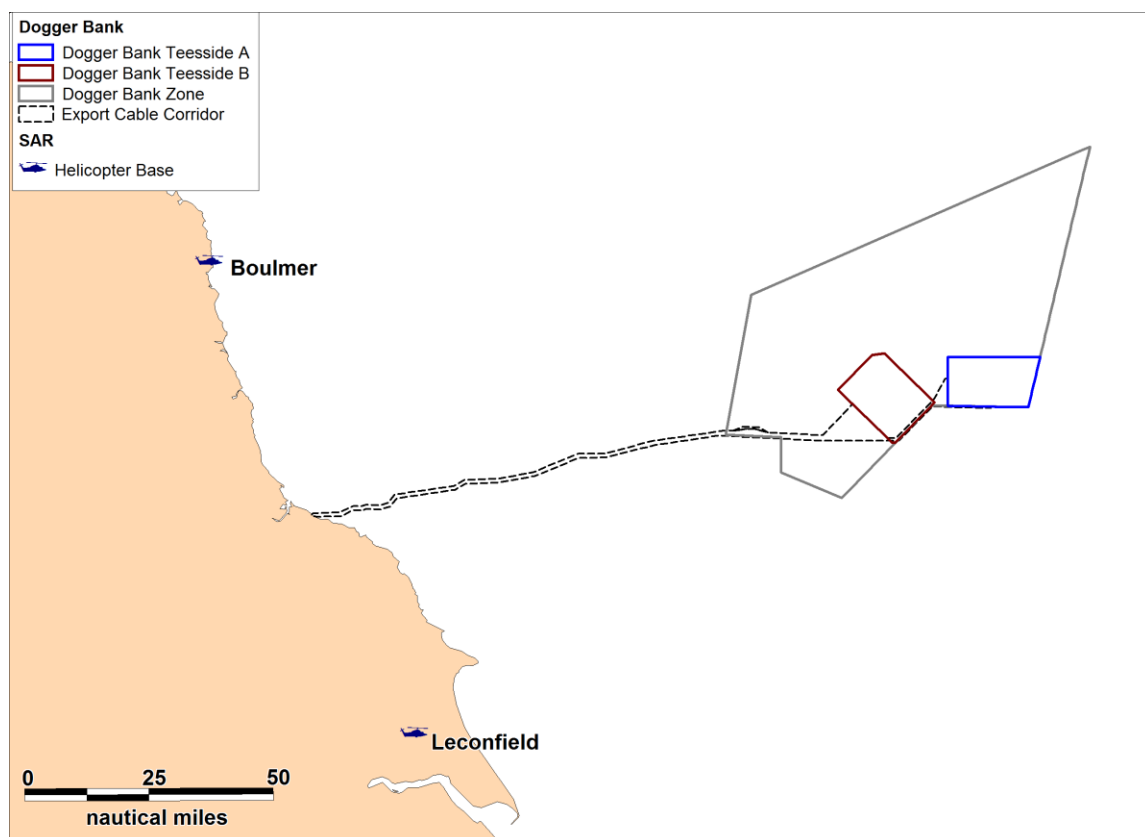 Dogger Bank
Dogger Bank Teesside A
Dogger Bank Teesside B
Dogger Bank Zone
Export Cable Corridor
SAR
Helicopter Base
Boulmer
Leconfield
0 25 50
nautical miles